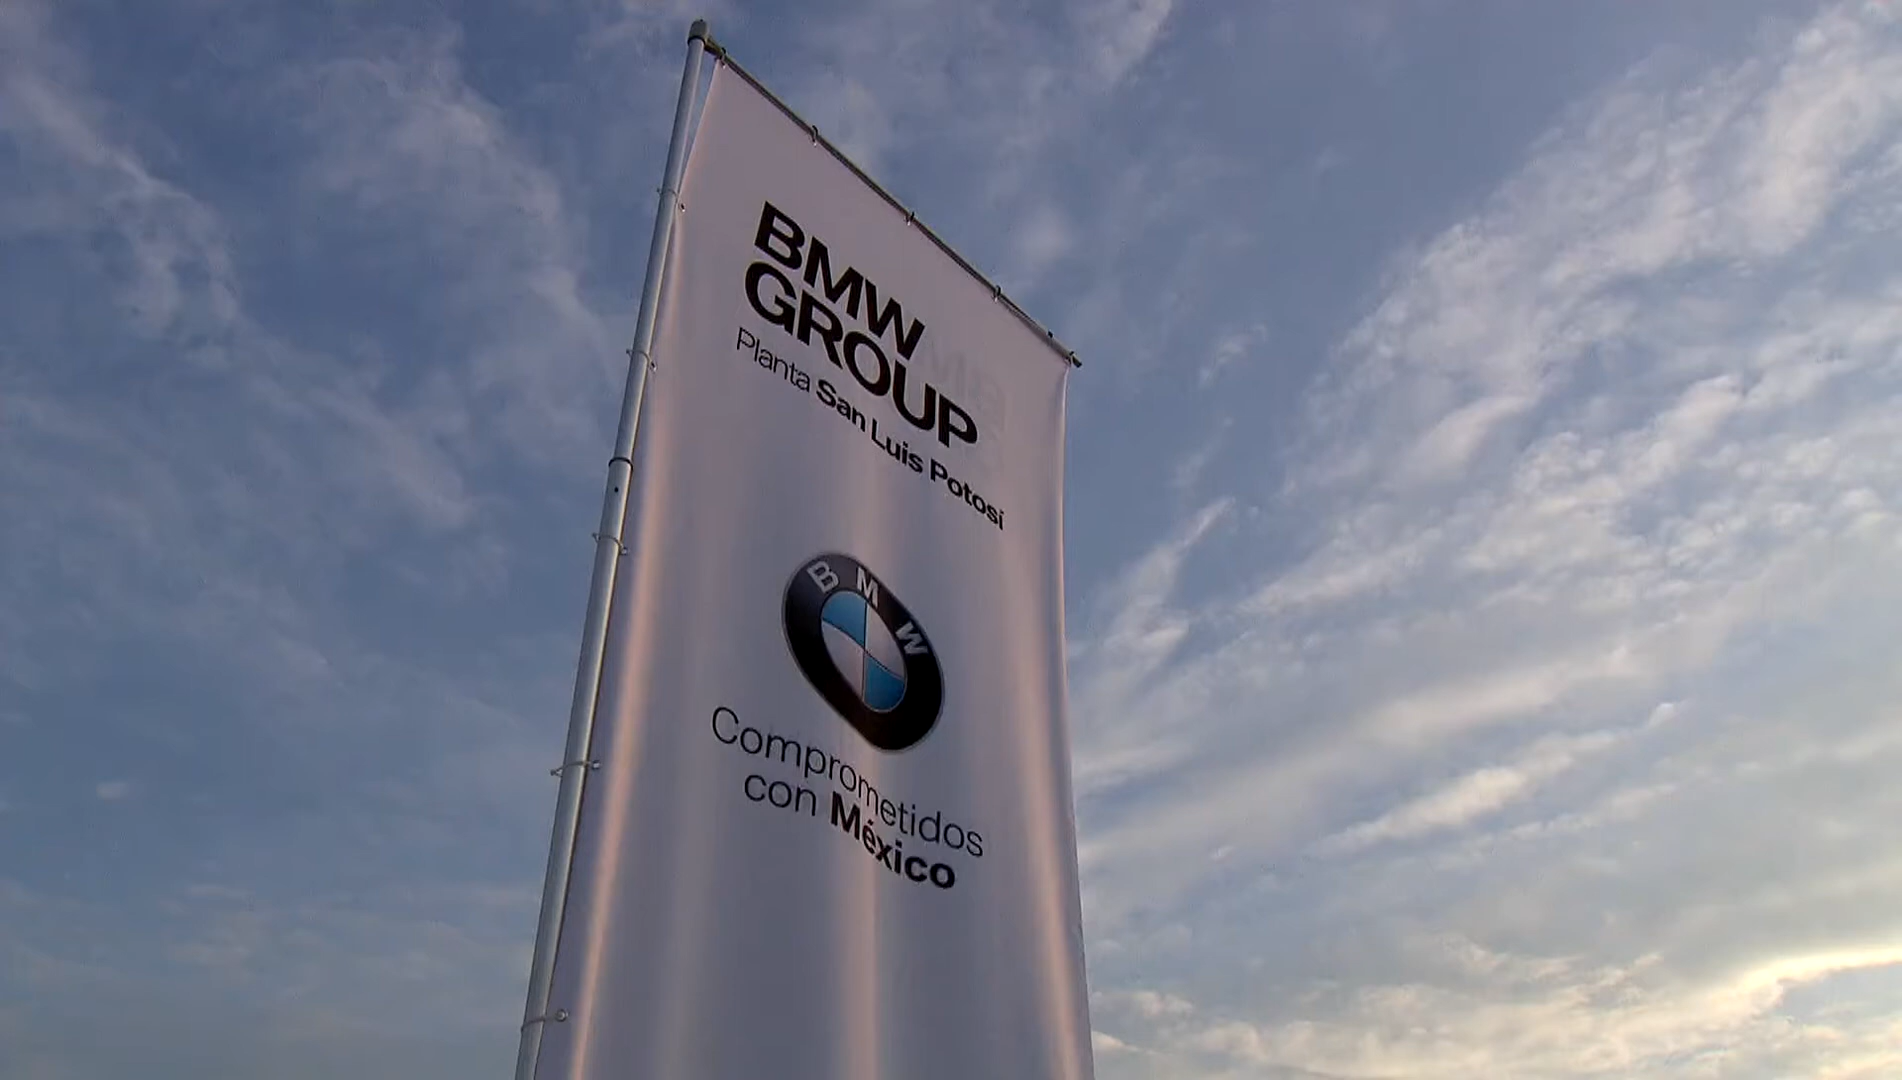 BMW
GROUP
Planta San Luis Potosí
BMW
Comprometidos
con México